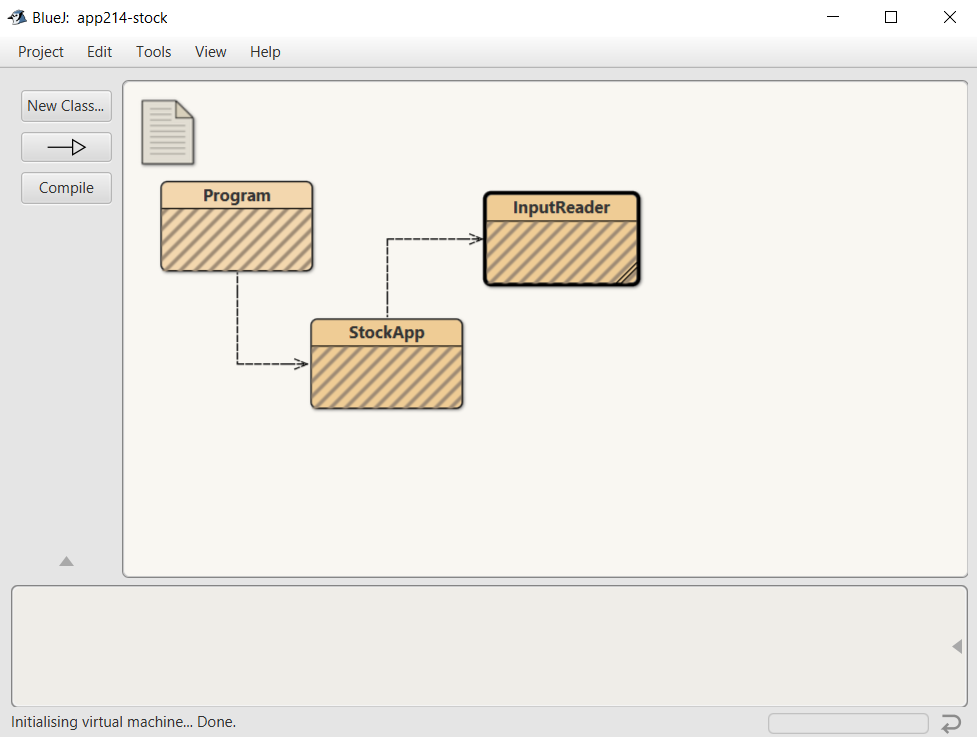 BlueJ:  app214-stock
Project Edit Tools View Help
New Class...
Compile
Program
InputReader
StockApp
Initialising virtual machine... Done.